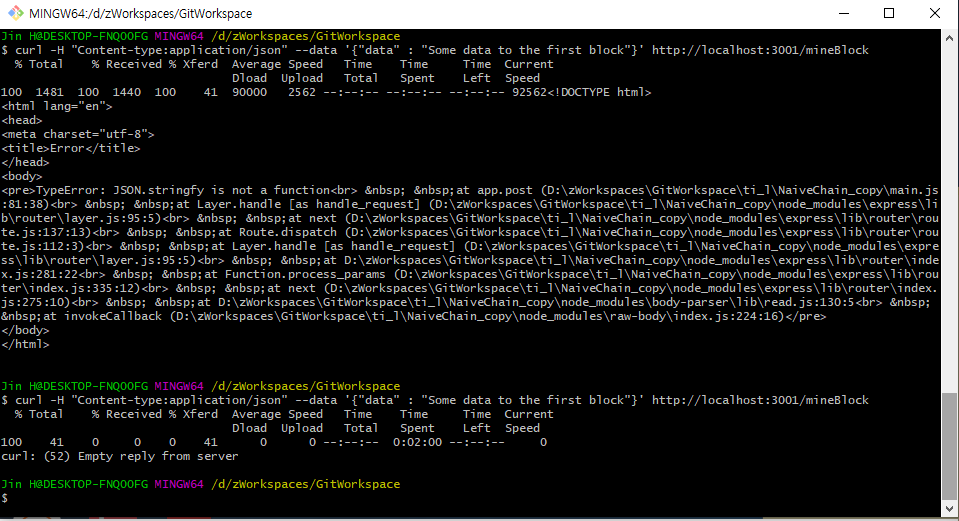 MINGW64:/d/zWorkspaces/GitWorkspace
Jin H@DESKTOP-FNQOOFG MINGW64 /d/zWorkspaces/GitWorkspace
$ curl -H "Content-type:application/json" --data '{"data" : "Some data to the first block"}' http://localhost:3001/mineBlock
  % Total    % Received % Xferd  Average Speed   Time    Time     Time  Current
                                 Dload  Upload   Total   Spent    Left  Speed
100  1481  100  1440  100    41  90000   2562 --:--:-- --:--:-- --:--:-- 92562<!DOCTYPE html>
<html lang="en">
<head>
<meta charset="utf-8">
<title>Error</title>
</head>
<body>
<pre>TypeError: JSON.stringfy is not a function<br> &nbsp; &nbsp;at app.post (D:\zWorkspaces\GitWorkspace\ti_l\NaiveChain_copy\main.js
:81:38)<br> &nbsp; &nbsp;at Layer.handle [as handle_request] (D:\zWorkspaces\GitWorkspace\ti_l\NaiveChain_copy\node_modules\express\li
b\router\layer.js:95:5)<br> &nbsp; &nbsp;at next (D:\zWorkspaces\GitWorkspace\ti_l\NaiveChain_copy\node_modules\express\lib\router\rou
te.js:137:13)<br> &nbsp; &nbsp;at Route.dispatch (D:\zWorkspaces\GitWorkspace\ti_l\NaiveChain_copy\node_modules\express\lib\router\rou
te.js:112:3)<br> &nbsp; &nbsp;at Layer.handle [as handle_request] (D:\zWorkspaces\GitWorkspace\ti_l\NaiveChain_copy\node_modules\expre
ss\lib\router\layer.js:95:5)<br> &nbsp; &nbsp;at D:\zWorkspaces\GitWorkspace\ti_l\NaiveChain_copy\node_modules\express\lib\router\inde
x.js:281:22<br> &nbsp; &nbsp;at Function.process_params (D:\zWorkspaces\GitWorkspace\ti_l\NaiveChain_copy\node_modules\express\lib\rou
ter\index.js:335:12)<br> &nbsp; &nbsp;at next (D:\zWorkspaces\GitWorkspace\ti_l\NaiveChain_copy\node_modules\express\lib\router\index.
js:275:10)<br> &nbsp; &nbsp;at D:\zWorkspaces\GitWorkspace\ti_l\NaiveChain_copy\node_modules\body-parser\lib\read.js:130:5<br> &nbsp;
&nbsp;at invokeCallback (D:\zWorkspaces\GitWorkspace\ti_l\NaiveChain_copy\node_modules\raw-body\index.js:224:16)</pre>
</body>
</html>
Jin H@DESKTOP-FNQOOFG MINGW64 /d/zWorkspaces/GitWorkspace
$ curl -H "Content-type:application/json" --data '{"data" : "Some data to the first block"}' http://localhost:3001/mineBlock
  % Total    % Received % Xferd  Average Speed   Time    Time     Time  Current
                                 Dload  Upload   Total   Spent    Left  Speed
100    41    0     0    0    41      0      0 --:--:--  0:02:00 --:--:--     0
curl: (52) Empty reply from server
Jin H@DESKTOP-FNQOOFG MINGW64 /d/zWorkspaces/GitWorkspace
$